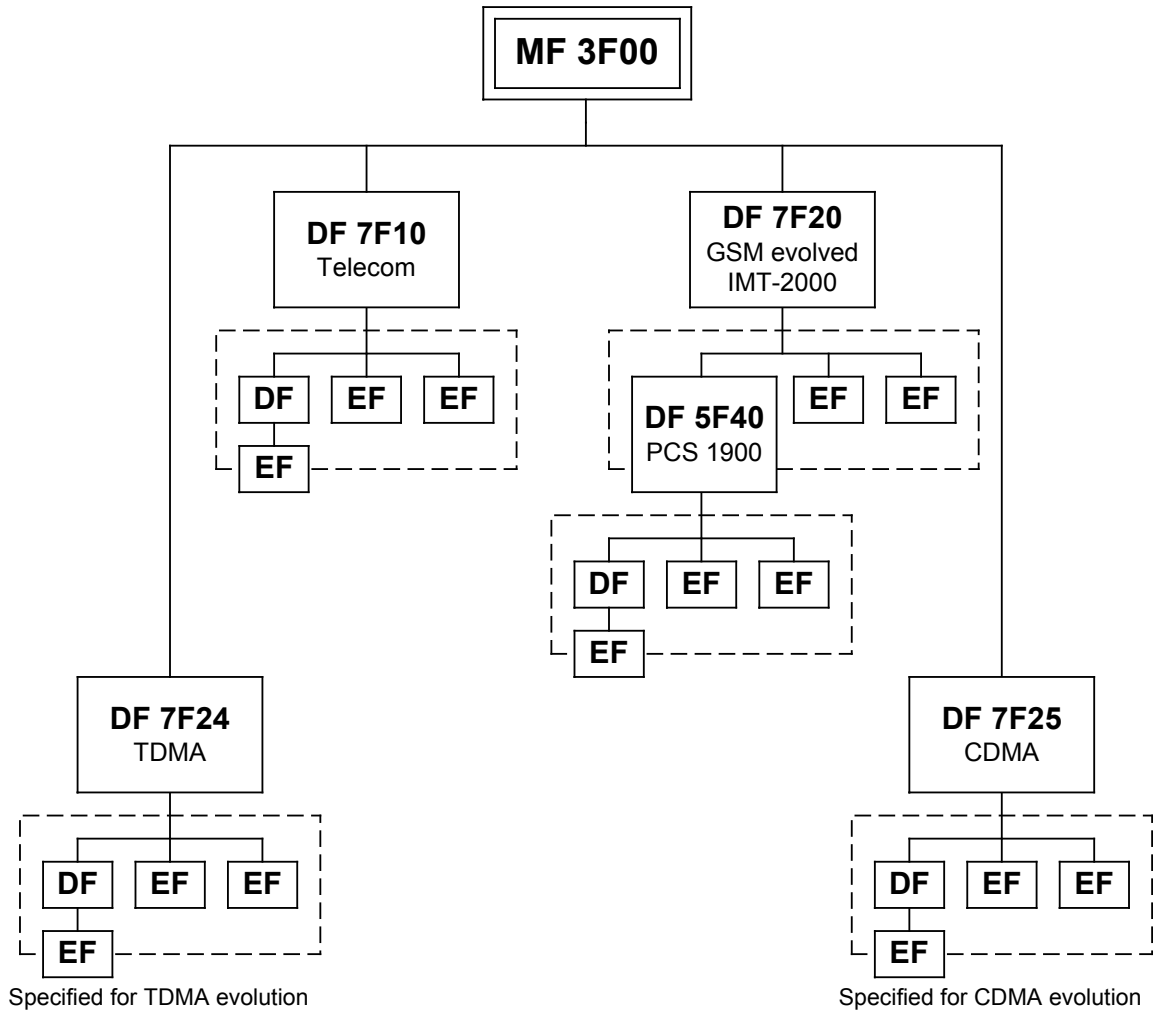 MF 3F00
DF 7F10
Telecom
DF 7F20
GSM evolved
IMT-2000
DF
EF
EF
EF
DF 5F40
PCS 1900
EF
EF
DF
EF
EF
EF
DF 7F24
TDMA
DF 7F25
CDMA
DF
EF
EF
EF
Specified for TDMA evolution
DF
EF
EF
EF
Specified for CDMA evolution